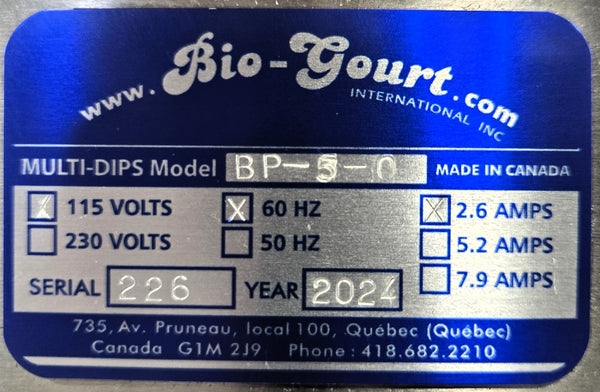 www.Bio-Gourt.com
INTERNATIONAL INC
MULTI-DIPS Model BP-5-0 MADE IN CANADA
X 115 VOLTS X 60 HZ X 2.6 AMPS
230 VOLTS 50 HZ 5.2 AMPS
7.9 AMPS
SERIAL 226 YEAR 2024
735, Av. Pruneau, local 100, Québec (Québec)
Canada G1M 2J9 Phone: 418.682.2210